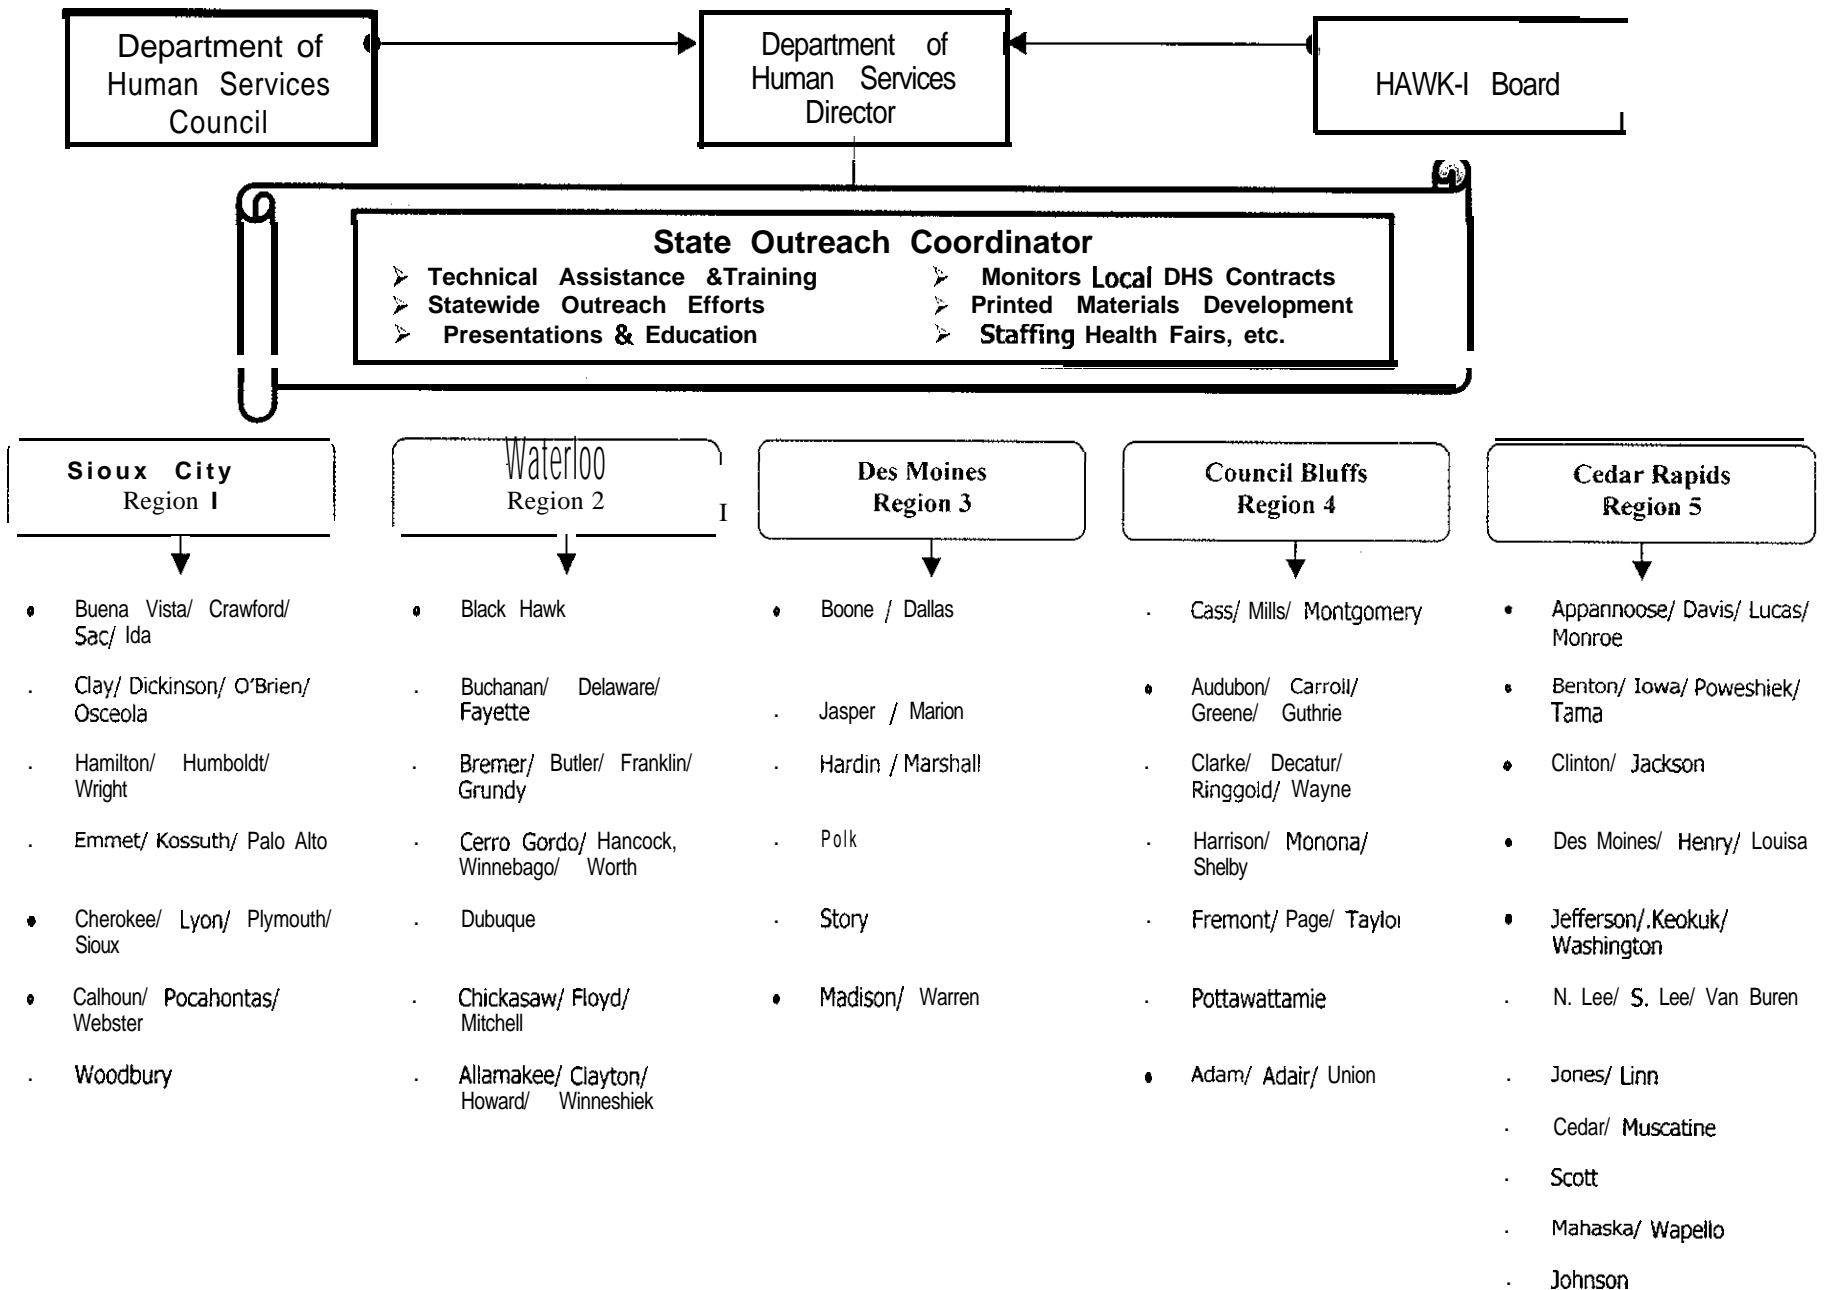 Department of
Human Services
Council
Department of
Human Services
Director
HAWK-I Board
State Outreach Coordinator
Technical Assistance &Training
Statewide Outreach Efforts
Presentations & Education
Monitors Local DHS Contracts
Printed Materials Development
Staffing Health Fairs, etc.
Sioux City
Region I
Buena Vista/ Crawford/
Sac/ Ida
Clay/ Dickinson/ O'Brien/
Osceola
Hamilton/ Humboldt/
Wright
Emmet/ Kossuth/ Palo Alto
Cherokee/ Lyon/ Plymouth/
Sioux
Calhoun/ Pocahontas/
Webster
Woodbury
Waterloo
Region 2
Black Hawk
Buchanan/ Delaware/
Fayette
Bremer/ Butler/ Franklin/
Grundy
Cerro Gordo/ Hancock,
Winnebago/ Worth
Dubuque
Chickasaw/ Floyd/
Mitchell
Allamakee/ Clayton/
Howard/ Winneshiek
Des Moines
Region 3
Boone / Dallas
Jasper / Marion
Hardin / Marshall
Polk
Story
Madison/ Warren
Council Bluffs
Region 4
Cass/ Mills/ Montgomery
Audubon/ Carroll/
Greene/ Guthrie
Clarke/ Decatur/
Ringgold/ Wayne
Harrison/ Monona/
Shelby
Fremont/ Page/ Taylor
Pottawattamie
Adam/ Adair/ Union
Cedar Rapids
Region 5
Appannoose/ Davis/ Lucas/
Monroe
Benton/ Iowa/ Poweshiek/
Tama
Clinton/ Jackson
Des Moines/ Henry/ Louisa
Jefferson/.Keokuk/
Washington
N. Lee/ S. Lee/ Van Buren
Jones/ Linn
Cedar/ Muscatine
Scott
Mahaska/ Wapello
Johnson